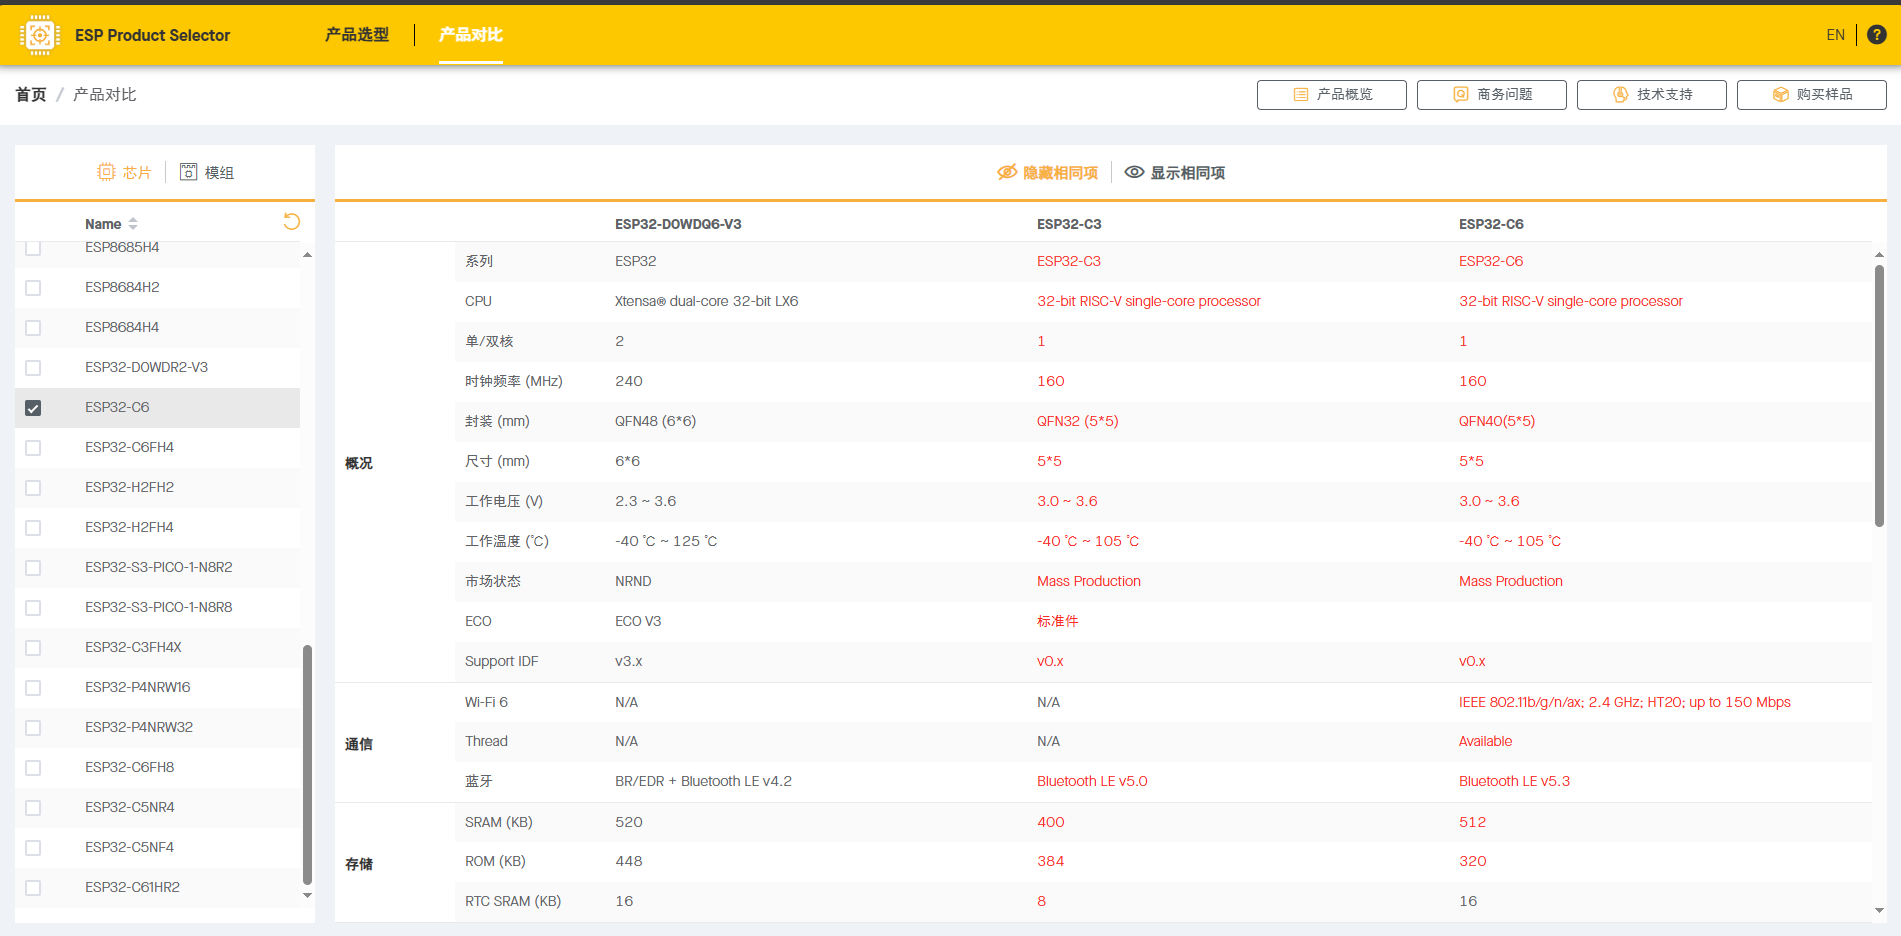 ESP Product Selector 产品选型 产品对比 EN ?
首页 / 产品对比 产品概览 商务问题 技术支持 购买样品
芯片 模组
Name
ESP8685H4
ESP8684H2
ESP8684H4
ESP32-D0WDR2-V3
ESP32-C6
ESP32-C6FH4
ESP32-H2FH2
ESP32-H2FH4
ESP32-S3-PICO-1-N8R2
ESP32-S3-PICO-1-N8R8
ESP32-C3FH4X
ESP32-P4NRW16
ESP32-P4NRW32
ESP32-C6FH8
ESP32-C5NR4
ESP32-C5NF4
ESP32-C61HR2
隐藏相同项 显示相同项
ESP32-D0WDQ6-V3 ESP32-C3 ESP32-C6
概况
系列 ESP32 ESP32-C3 ESP32-C6
CPU Xtensa® dual-core 32-bit LX6 32-bit RISC-V single-core processor 32-bit RISC-V single-core processor
单/双核 2 1 1
时钟频率 (MHz) 240 160 160
封装 (mm) QFN48 (6*6) QFN32 (5*5) QFN40(5*5)
尺寸 (mm) 6*6 5*5 5*5
工作电压 (V) 2.3 ~ 3.6 3.0 ~ 3.6 3.0 ~ 3.6
工作温度 (℃) -40 ℃ ~ 125 ℃ -40 ℃ ~ 105 ℃ -40 ℃ ~ 105 ℃
市场状态 NRND Mass Production Mass Production
ECO ECO V3 标准件
Support IDF v3.x v0.x v0.x
通信
Wi-Fi 6 N/A N/A IEEE 802.11b/g/n/ax; 2.4 GHz; HT20; up to 150 Mbps
Thread N/A N/A Available
蓝牙 BR/EDR + Bluetooth LE v4.2 Bluetooth LE v5.0 Bluetooth LE v5.3
存储
SRAM (KB) 520 400 512
ROM (KB) 448 384 320
RTC SRAM (KB) 16 8 16